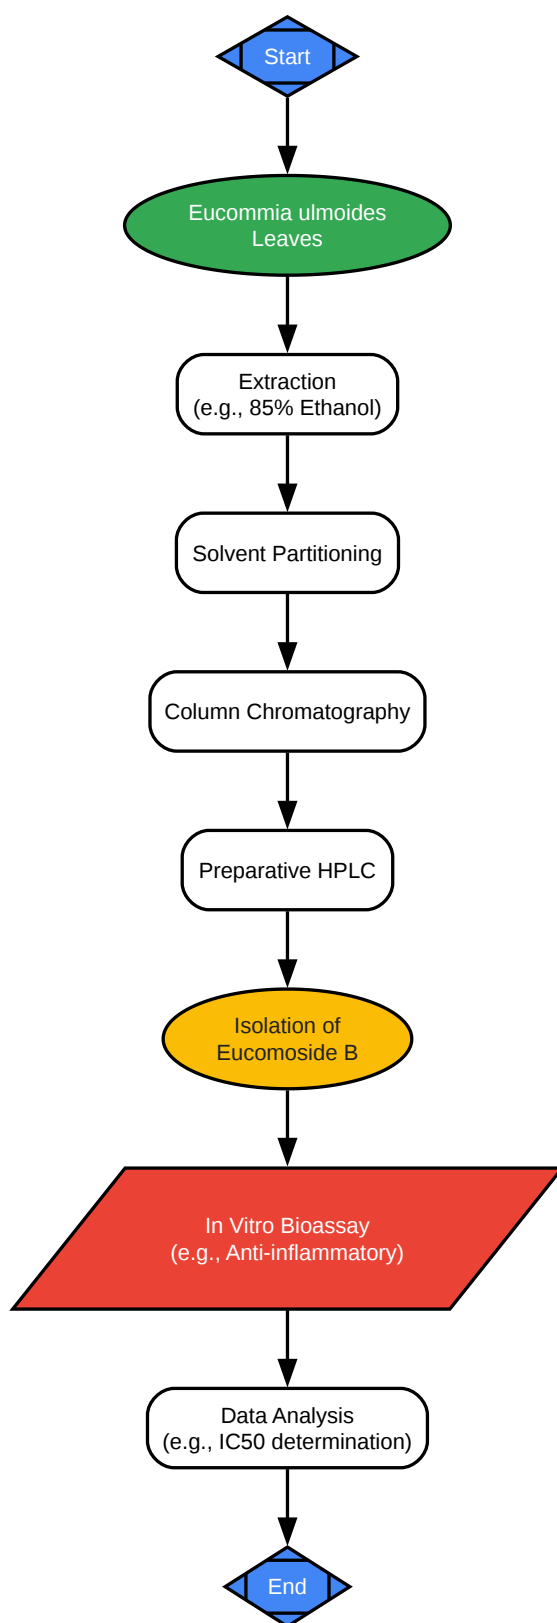 Start
Eucommia ulmoides
Leaves
Extraction
(e.g., 85% Ethanol)
Solvent Partitioning
Column Chromatography
Preparative HPLC
Isolation of
Eucomoside B
In Vitro Bioassay
(e.g., Anti-inflammatory)
Data Analysis
(e.g., IC50 determination)
End